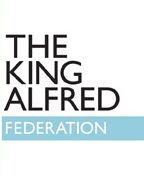 THE
KING
ALFRED
FEDERATION